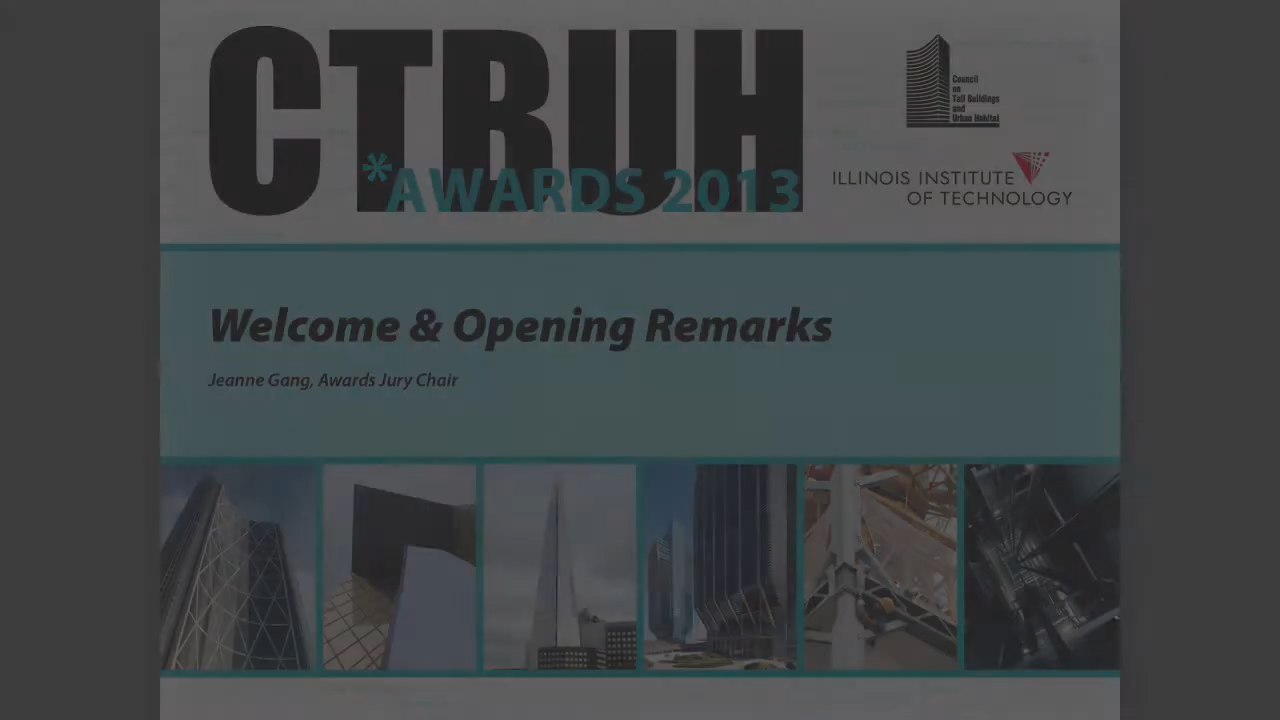 CTBUH
*AWARDS 2013
Council
on
Tall Buildings
and
Urban Habitat
ILLINOIS INSTITUTE
OF TECHNOLOGY
Welcome & Opening Remarks
Jeanne Gang, Awards Jury Chair